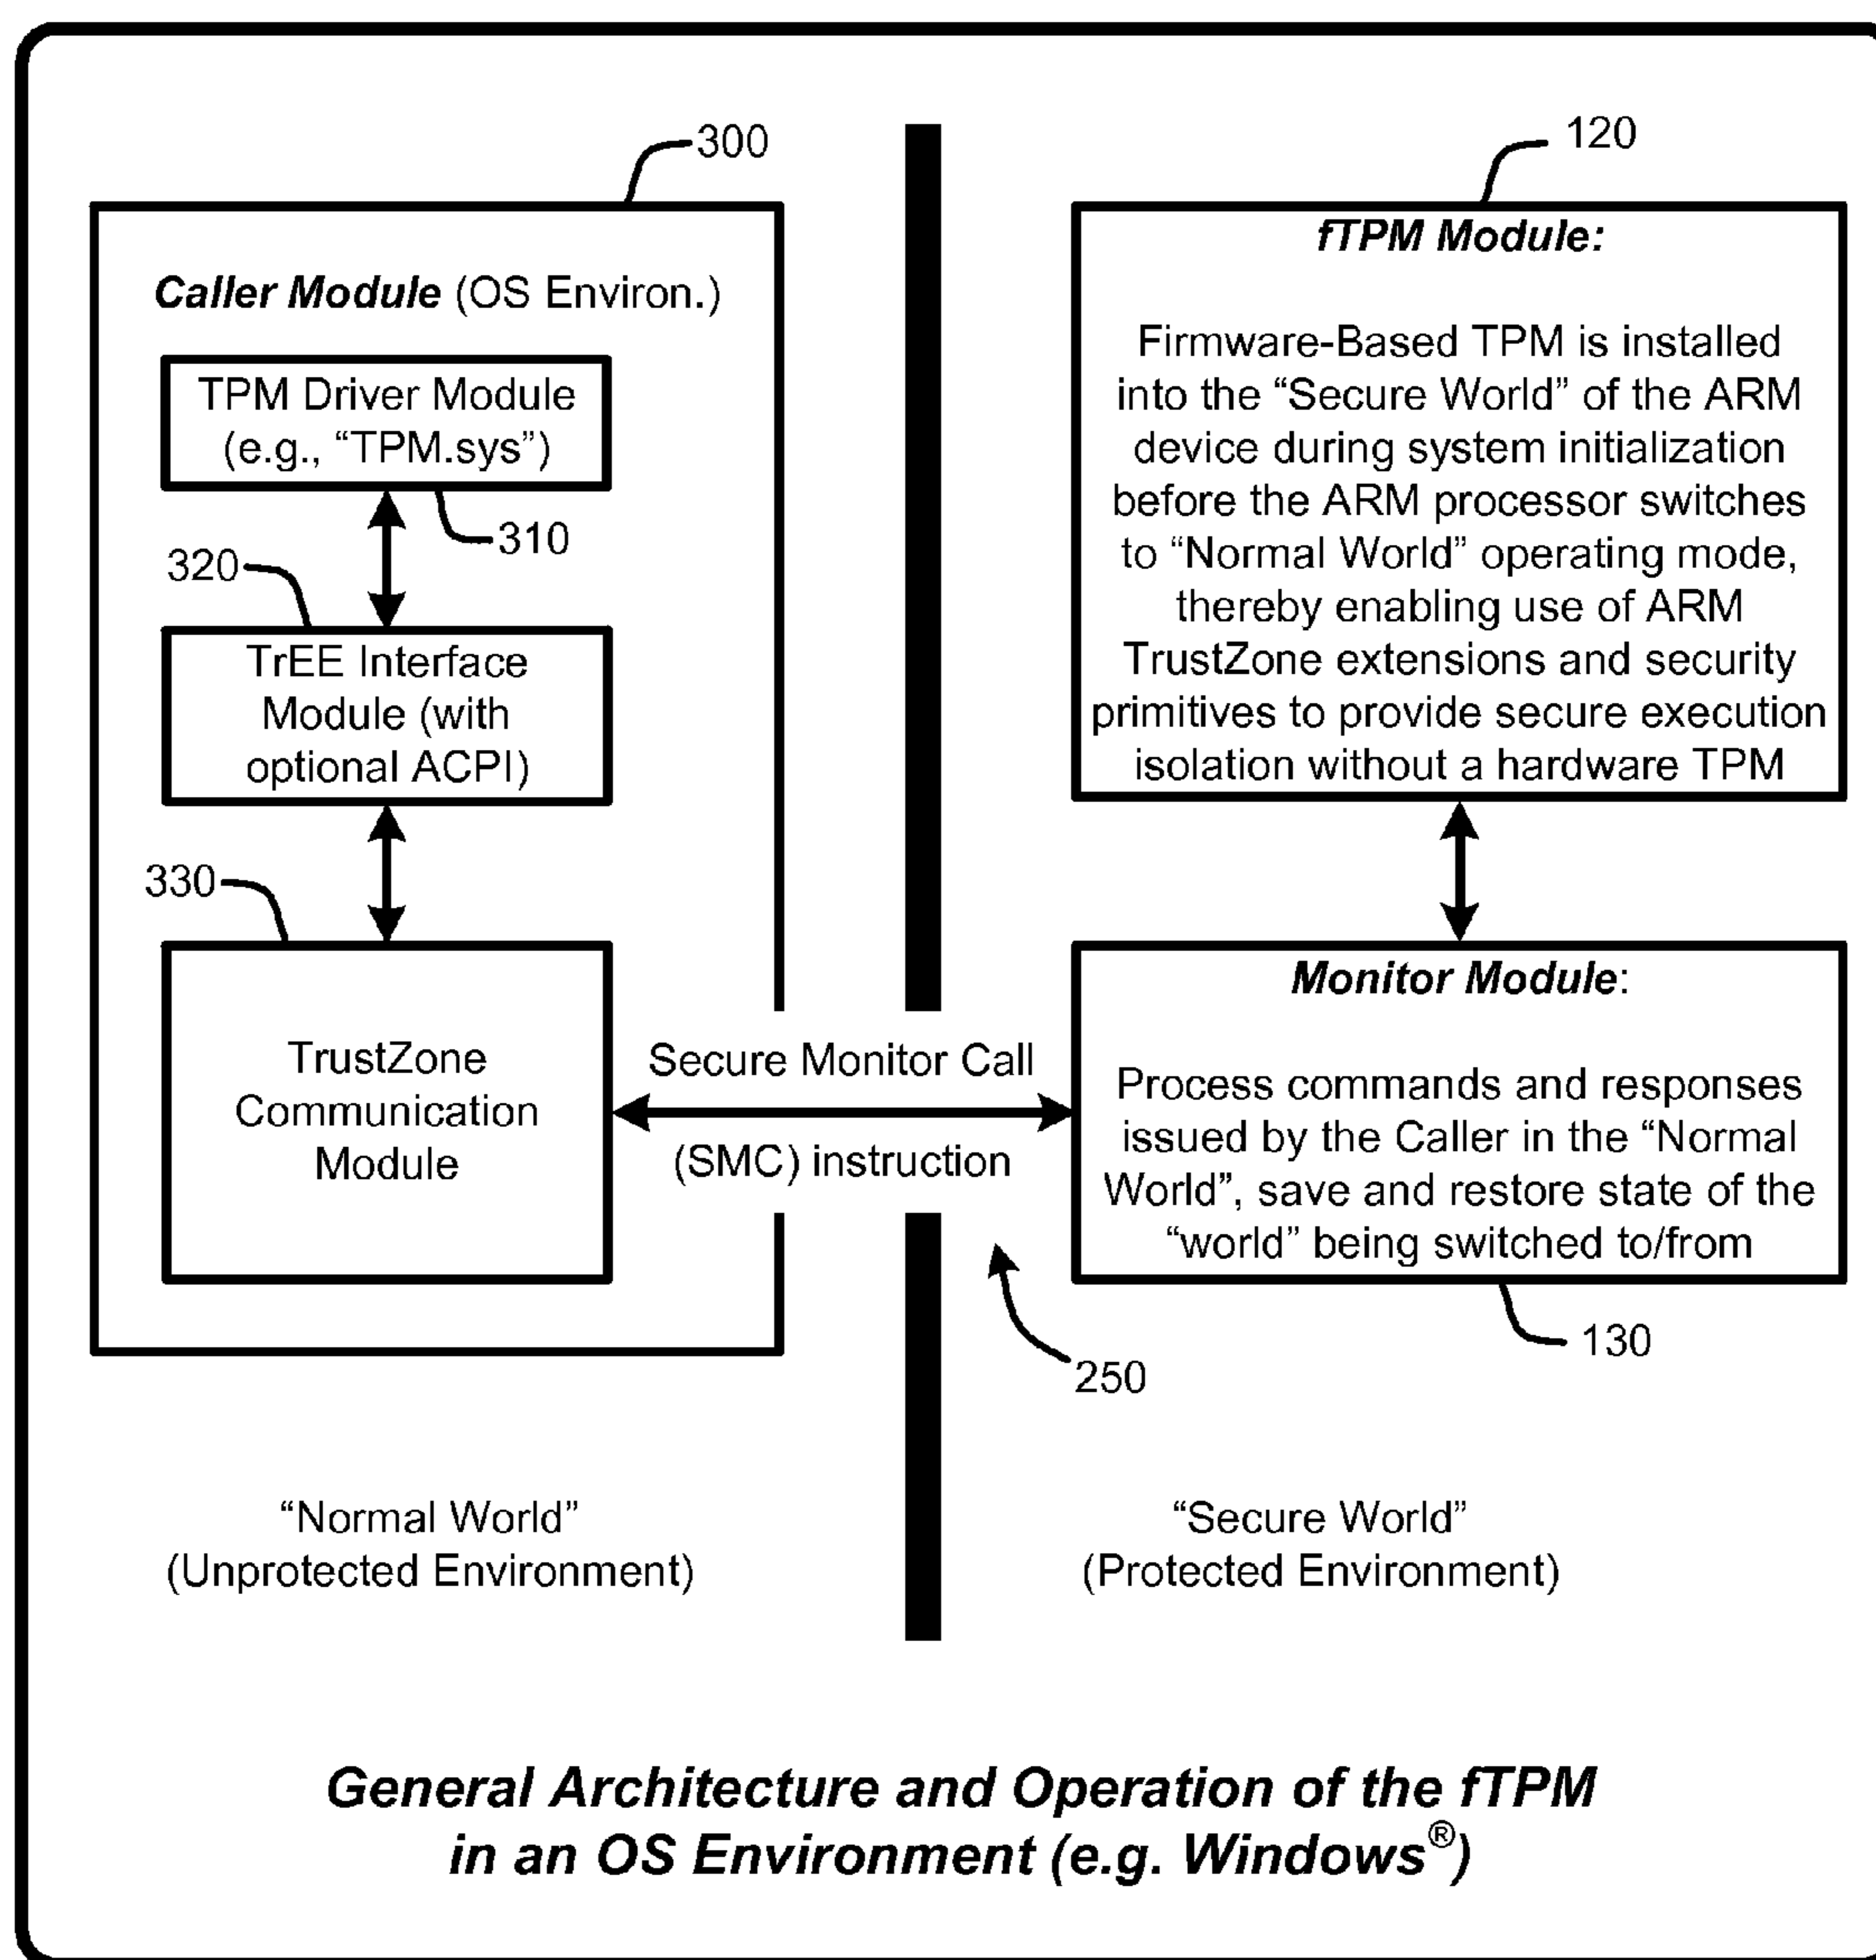 300
120
Caller Module (OS Environ.)
TPM Driver Module
(e.g., “TPM.sys”)
310
320
TrEE Interface
Module (with
optional ACPI)
330
TrustZone
Communication
Module
Secure Monitor Call
(SMC) instruction
fTPM Module:
Firmware-Based TPM is installed
into the “Secure World” of the ARM
device during system initialization
before the ARM processor switches
to “Normal World” operating mode,
thereby enabling use of ARM
TrustZone extensions and security
primitives to provide secure execution
isolation without a hardware TPM
Monitor Module:
Process commands and responses
issued by the Caller in the “Normal
World”, save and restore state of the
“world” being switched to/from
130
250
“Normal World”
(Unprotected Environment)
“Secure World”
(Protected Environment)
General Architecture and Operation of the fTPM
in an OS Environment (e.g. Windows®)